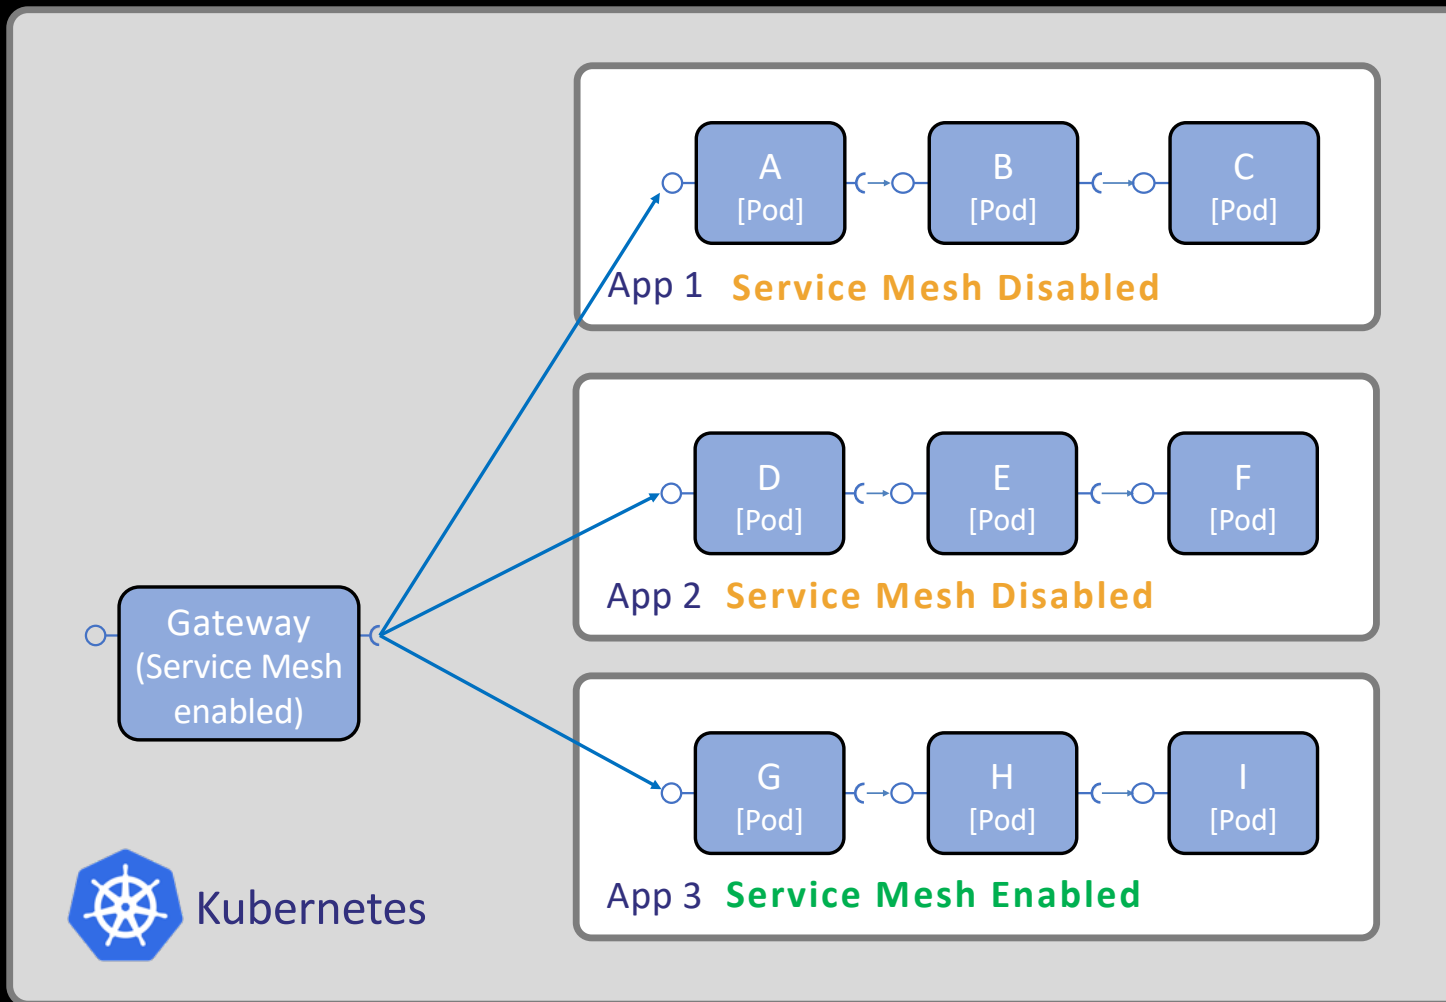 A
[Pod]
B
[Pod]
C
[Pod]
App 1 Service Mesh Disabled
D
[Pod]
E
[Pod]
F
[Pod]
App 2 Service Mesh Disabled
Gateway
(Service Mesh
enabled)
G
[Pod]
H
[Pod]
I
[Pod]
App 3 Service Mesh Enabled
Kubernetes